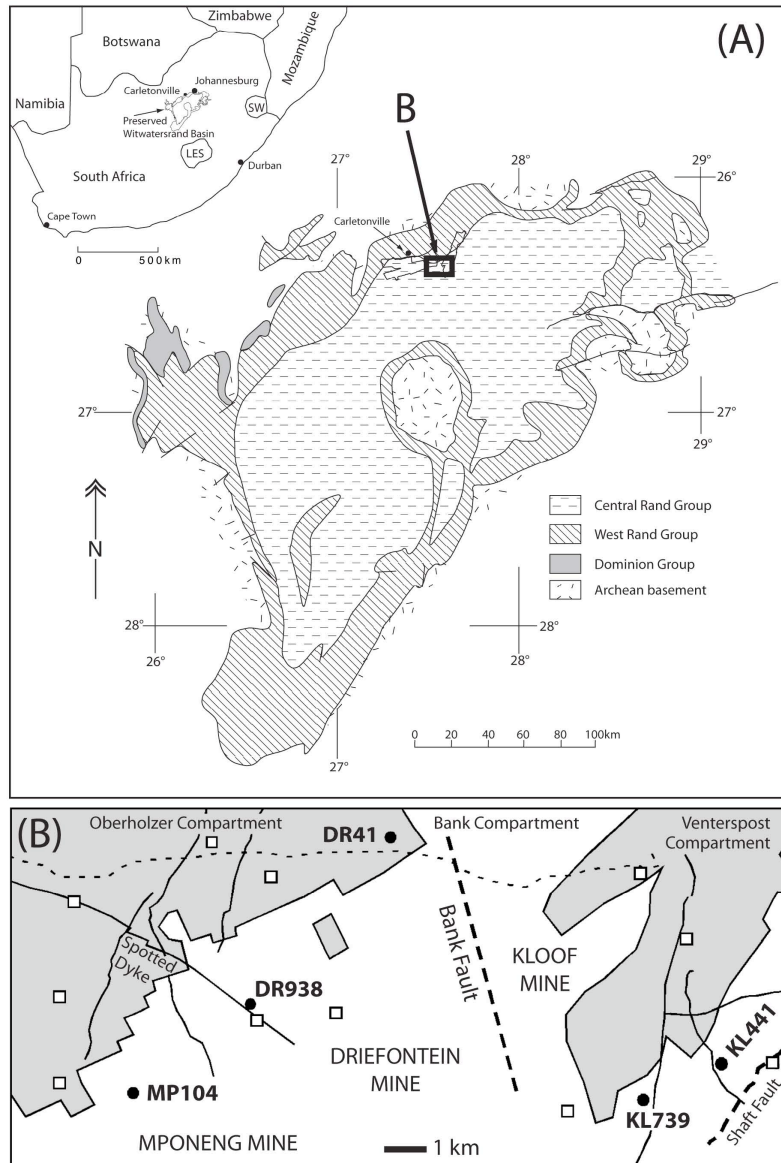 (A)
Zimbabwe
Botswana
Mozambique
Namibia
Johannesburg
Carletonville
Preserved
Witwatersrand Basin
SW
LES
South Africa
Durban
Cape Town
0 500km
B
27°
28°
29°
26°
Carletonville
27°
27°
29°
N
Central Rand Group
West Rand Group
Dominion Group
Archean basement
28°
26°
28°
28°
27°
0 20 40 60 80 100km
(B)
Oberholzer Compartment
DR41
Bank Compartment
Venterspost
Compartment
Bank Fault
KLOOF
MINE
Spotted
Dyke
DR938
DRIEFONTEIN
MINE
KL441
MP104
KL739
Shaft Fault
MPONENG MINE
1 km